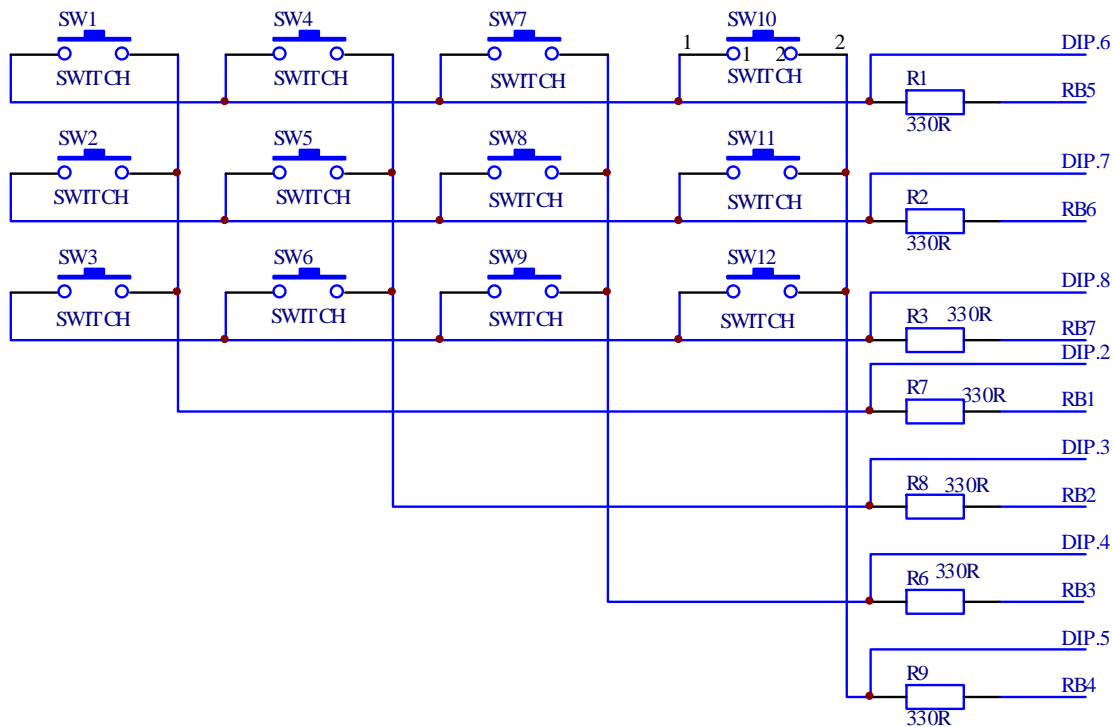 SW1 SW4 SW7 SW10
DIP.6
1 1 2 2
SWITCH SWITCH SWITCH SWITCH
R1 RB5
330R
SW2 SW5 SW8 SW11
DIP.7
SWITCH SWITCH SWITCH SWITCH
R2 RB6
330R
SW3 SW6 SW9 SW12
DIP.8
SWITCH SWITCH SWITCH SWITCH
R3 330R RB7
DIP.2
R7 330R RB1
DIP.3
R8 330R RB2
DIP.4
R6 330R RB3
DIP.5
R9 RB4
330R